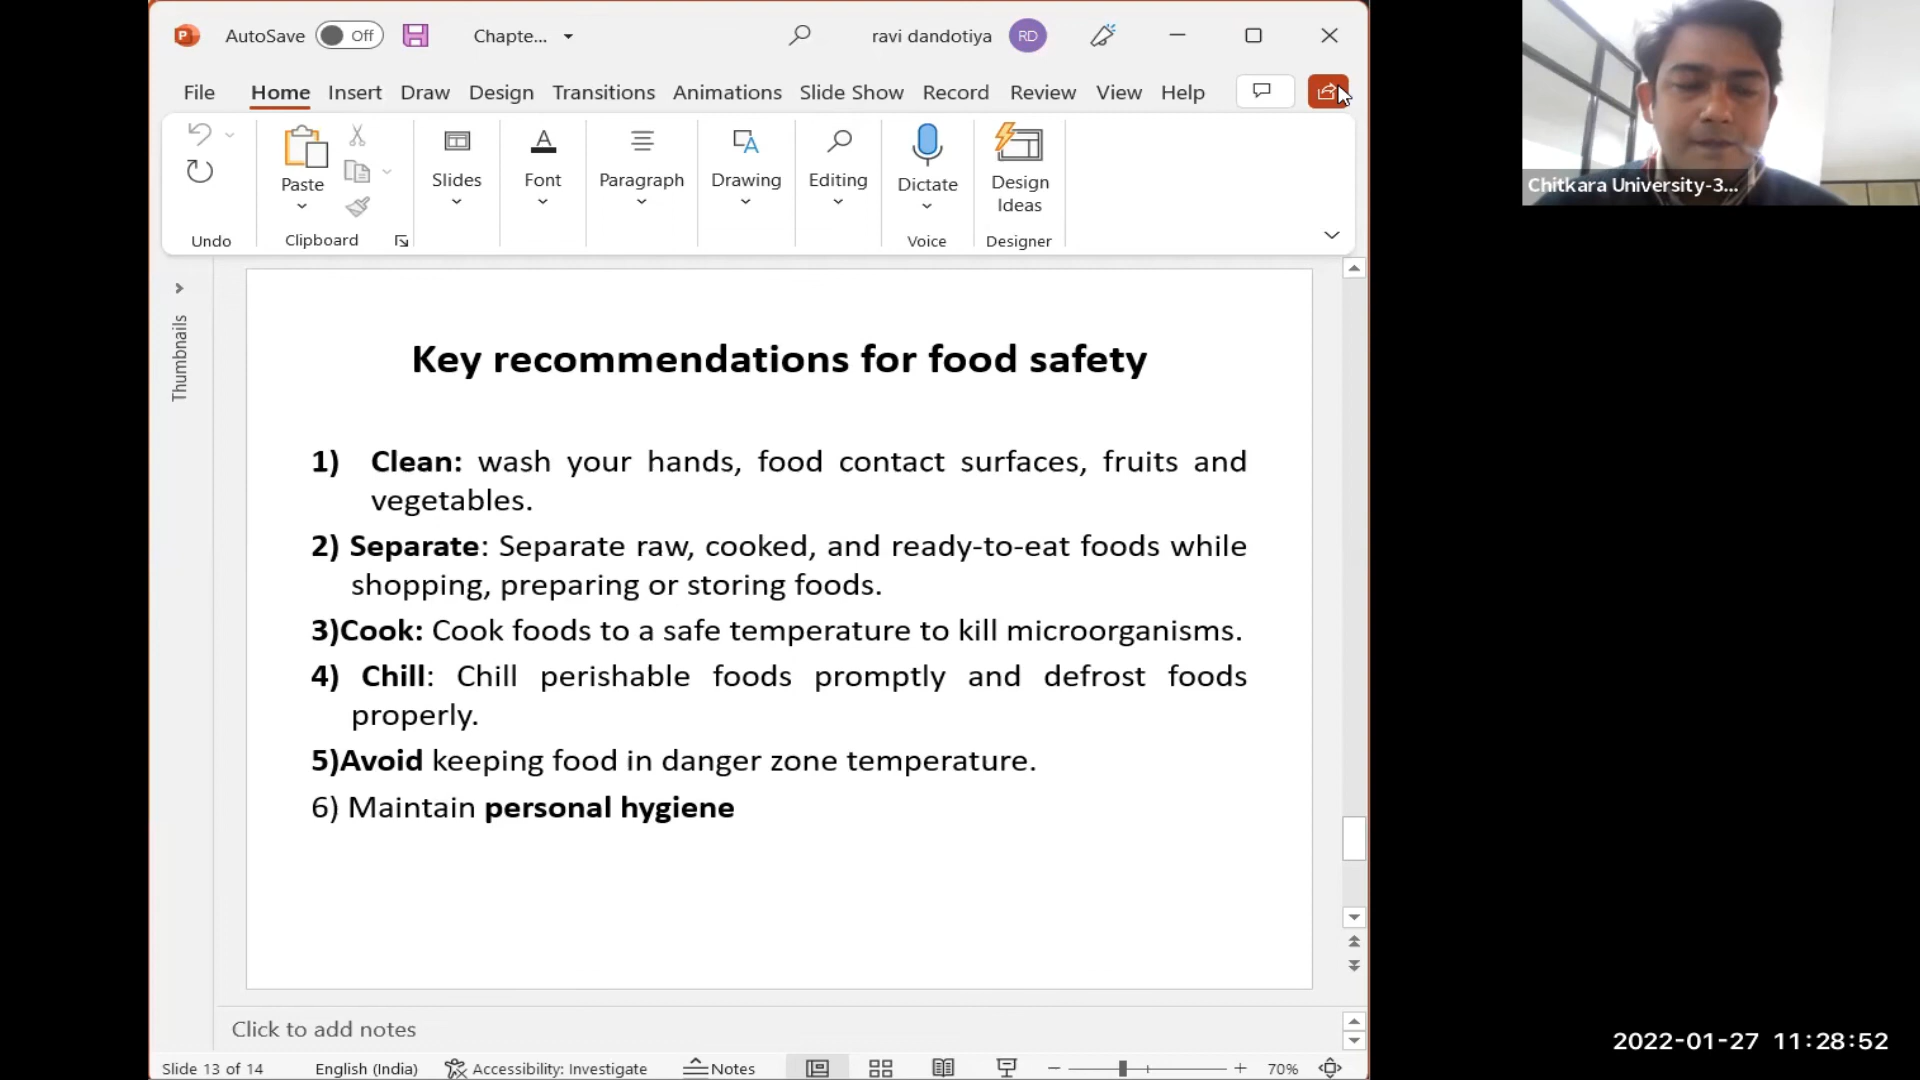 AutoSave Off Chapte... ravi dandotiya RD
File Home Insert Draw Design Transitions Animations Slide Show Record Review View Help
Paste Slides Font Paragraph Drawing Editing Dictate Design Ideas
Undo Clipboard Voice Designer
Thumbnails
Key recommendations for food safety
1) Clean: wash your hands, food contact surfaces, fruits and
vegetables.
2) Separate: Separate raw, cooked, and ready-to-eat foods while
shopping, preparing or storing foods.
3)Cook: Cook foods to a safe temperature to kill microorganisms.
4) Chill: Chill perishable foods promptly and defrost foods
properly.
5)Avoid keeping food in danger zone temperature.
6) Maintain personal hygiene
Click to add notes
Slide 13 of 14 English (India) Accessibility: Investigate Notes 70%
Chitkara University-3...
2022-01-27 11:28:52